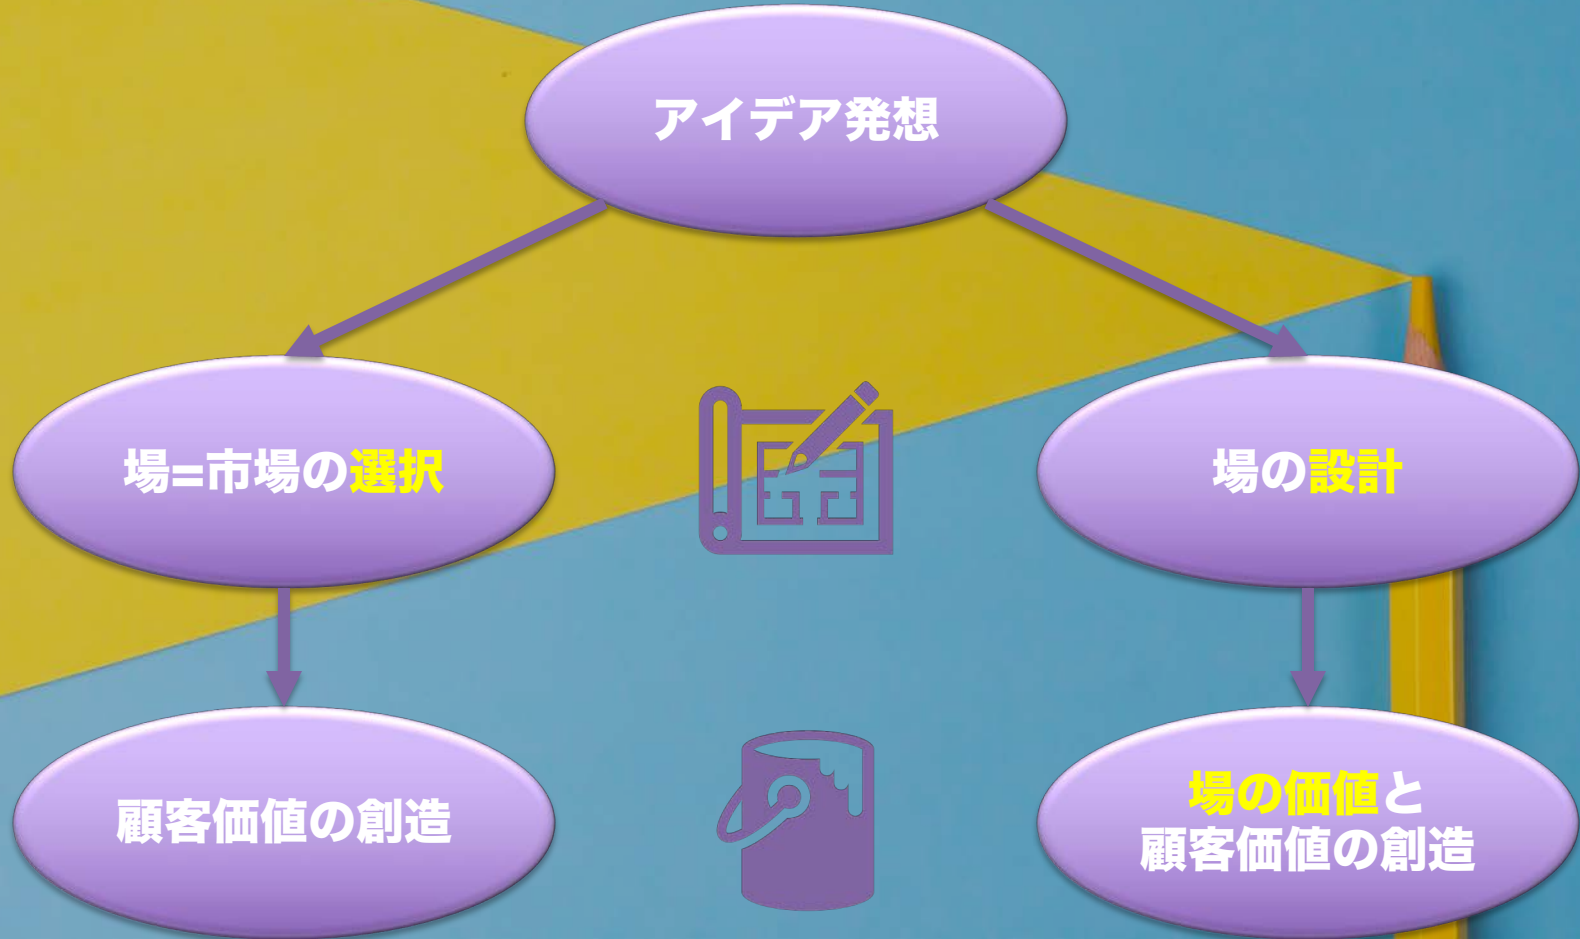 アイデア発想
場=市場の選択
場の設計
顧客価値の創造
場の価値と
顧客価値の創造